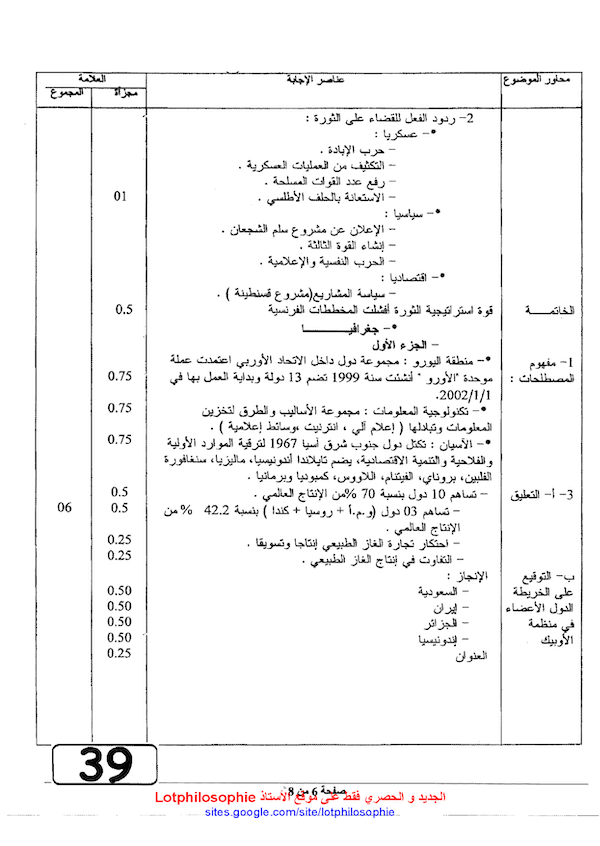 محاور الموضوع
عناصر الإجابة
العلامة
مجزأة
المجموع
2- ردود الفعل للقضاء على الثورة :
•- عسكريا :
- حرب الإبادة .
- التكثيف من العمليات العسكرية .
- رفع عدد القوات المسلحة .
- الاستعانة بالحلف الأطلسي .
01
•- سياسيا :
- الإعلان عن مشروع سلم الشجعان .
- إنشاء القوة الثالثة .
- الحرب النفسية والإعلامية .
•- اقتصاديا :
- سياسة المشاريع(مشروع قسنطينة ) .
الخاتمـــــة
قوة استراتيجية الثورة أفشلت المخططات الفرنسية
0.5
•- جغرافيــــــــا
- الجزء الأول
1- مفهوم
المصطلحات :
•- منطقة اليورو : مجموعة دول داخل الاتحاد الأوربي اعتمدت عملة
موحدة "الأورو " أنشئت سنة 1999 تضم 13 دولة وبداية العمل بها في
2002/1/1.
0.75
•- تكنولوجية المعلومات : مجموعة الأساليب والطرق لتخزين
المعلومات وتبادلها ( إعلام آلي ، انترنيت ،وسائط إعلامية ) .
0.75
•- الآسيان : تكتل دول جنوب شرق آسيا 1967 لترقية الموارد الأولية
والفلاحية والتنمية الاقتصادية، يضم تايلاندا أندونيسيا، ماليزيا، سنغافورة
الفلبين، بروناي، الفيتنام، اللاووس، كمبوديا وبرمانيا .
0.75
3- أ- التعليق
- تساهم 10 دول بنسبة 70 %من الإنتاج العالمي .
0.5
- تساهم 03 دول (و.م.أ + روسيا + كندا ) بنسبة 42.2 % من
الإنتاج العالمي .
0.5
06
- احتكار تجارة الغاز الطبيعي إنتاجا وتسويقا .
0.25
- التفاوت في إنتاج الغاز الطبيعي .
0.25
ب- التوقيع
على الخريطة
الدول الأعضاء
في منظمة
الأوبيك
الإنجاز :
- السعودية
0.50
- إيران
0.50
- الجزائر
0.50
- إندونيسيا
0.50
العنوان
0.25
39
صفحة 6 من 8
الجديد و الحصري فقط على موقع الأستاذ Lotphilosophie
sites.google.com/site/lotphilosophie